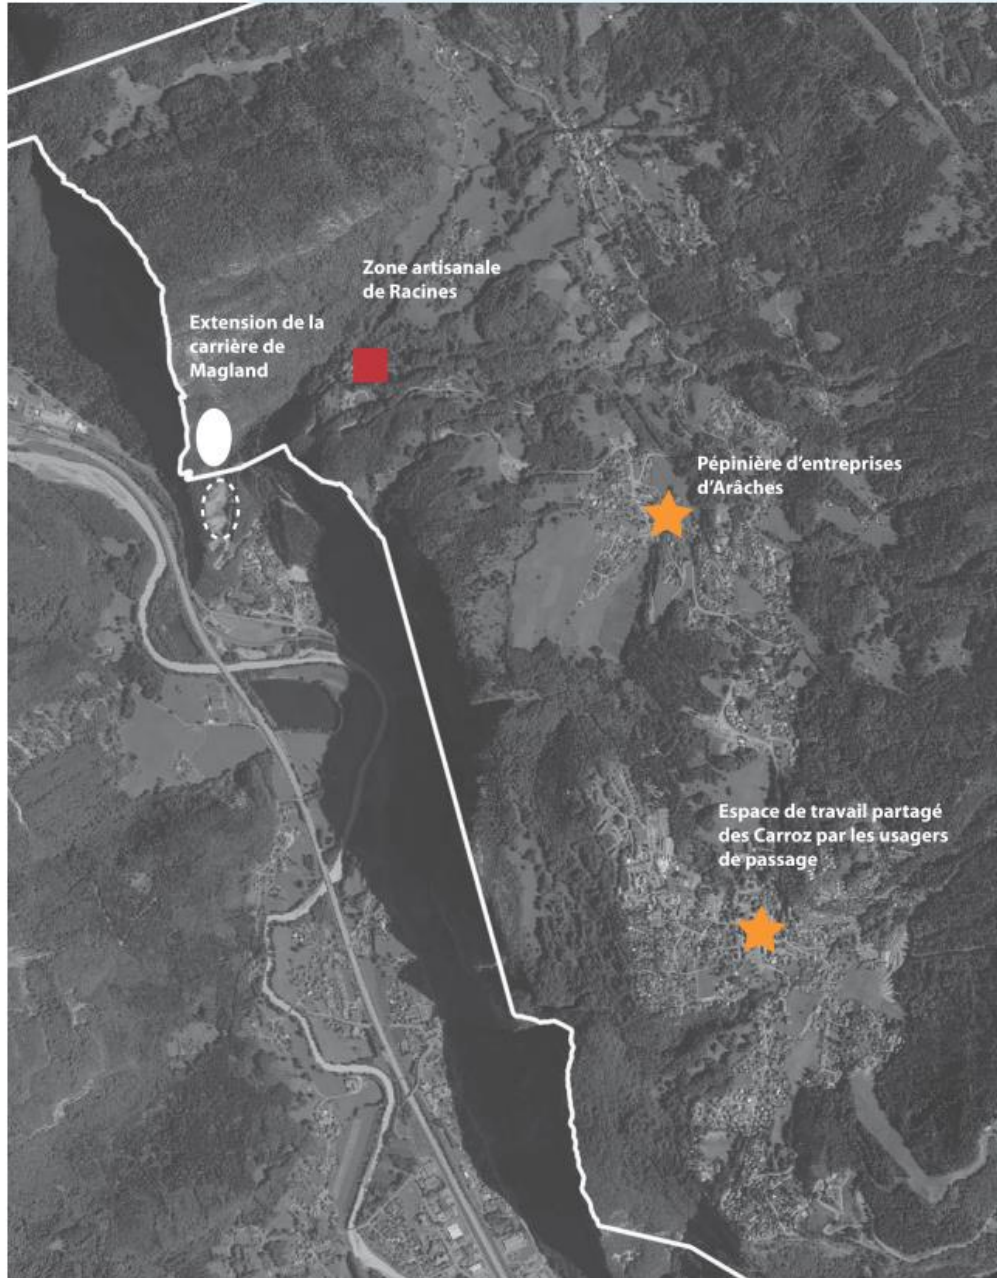 Zone artisanale
de Racines
Extension de la
carrière de
Magland
Pépinière d'entreprises
d'Arâches
Espace de travail partagé
des Carroz par les usagers
de passage